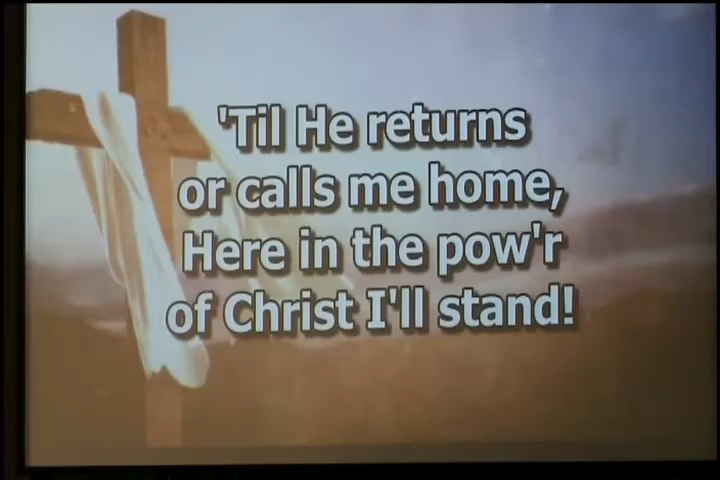 'Til He returns
or calls me home,
Here in the pow'r
of Christ I'll stand!